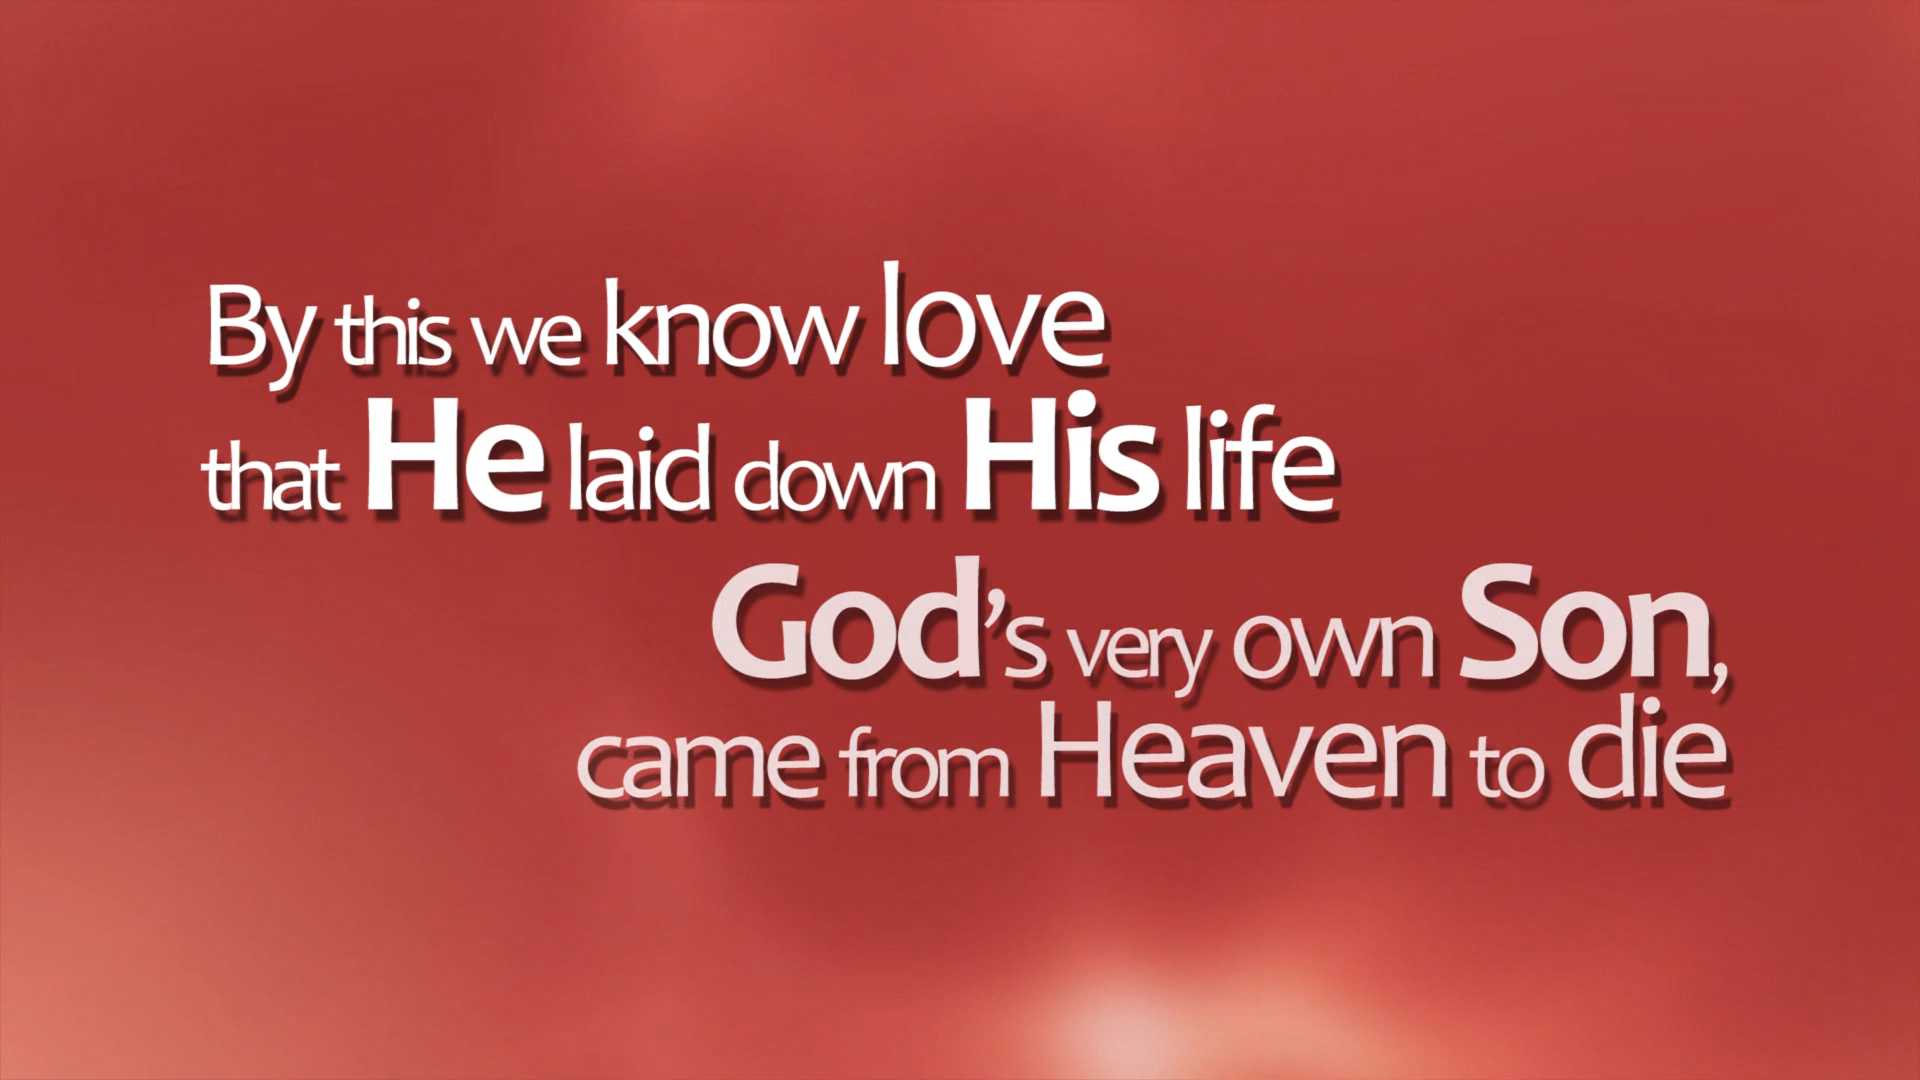 By this we know love
that He laid down His life
God's very own Son,
came from Heaven to die